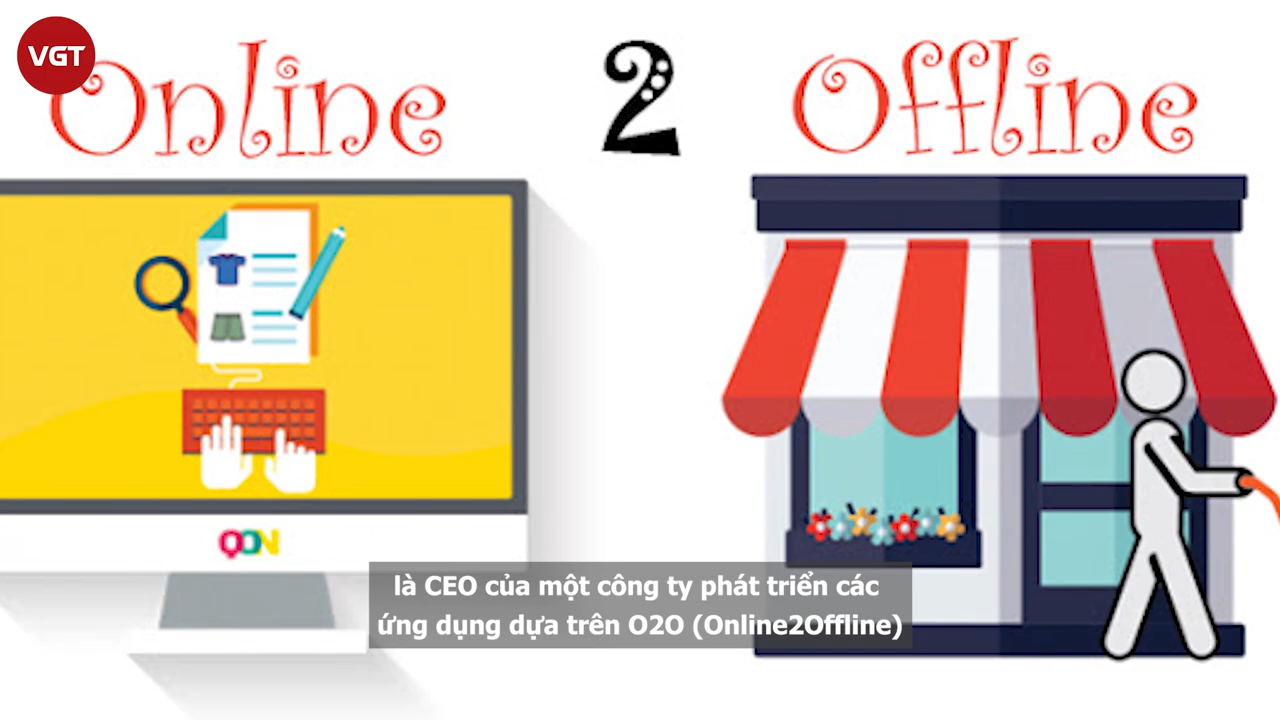 VGT
Online 2 Offline
QON
là CEO của một công ty phát triển các
ứng dụng dựa trên O2O (Online2Offline)